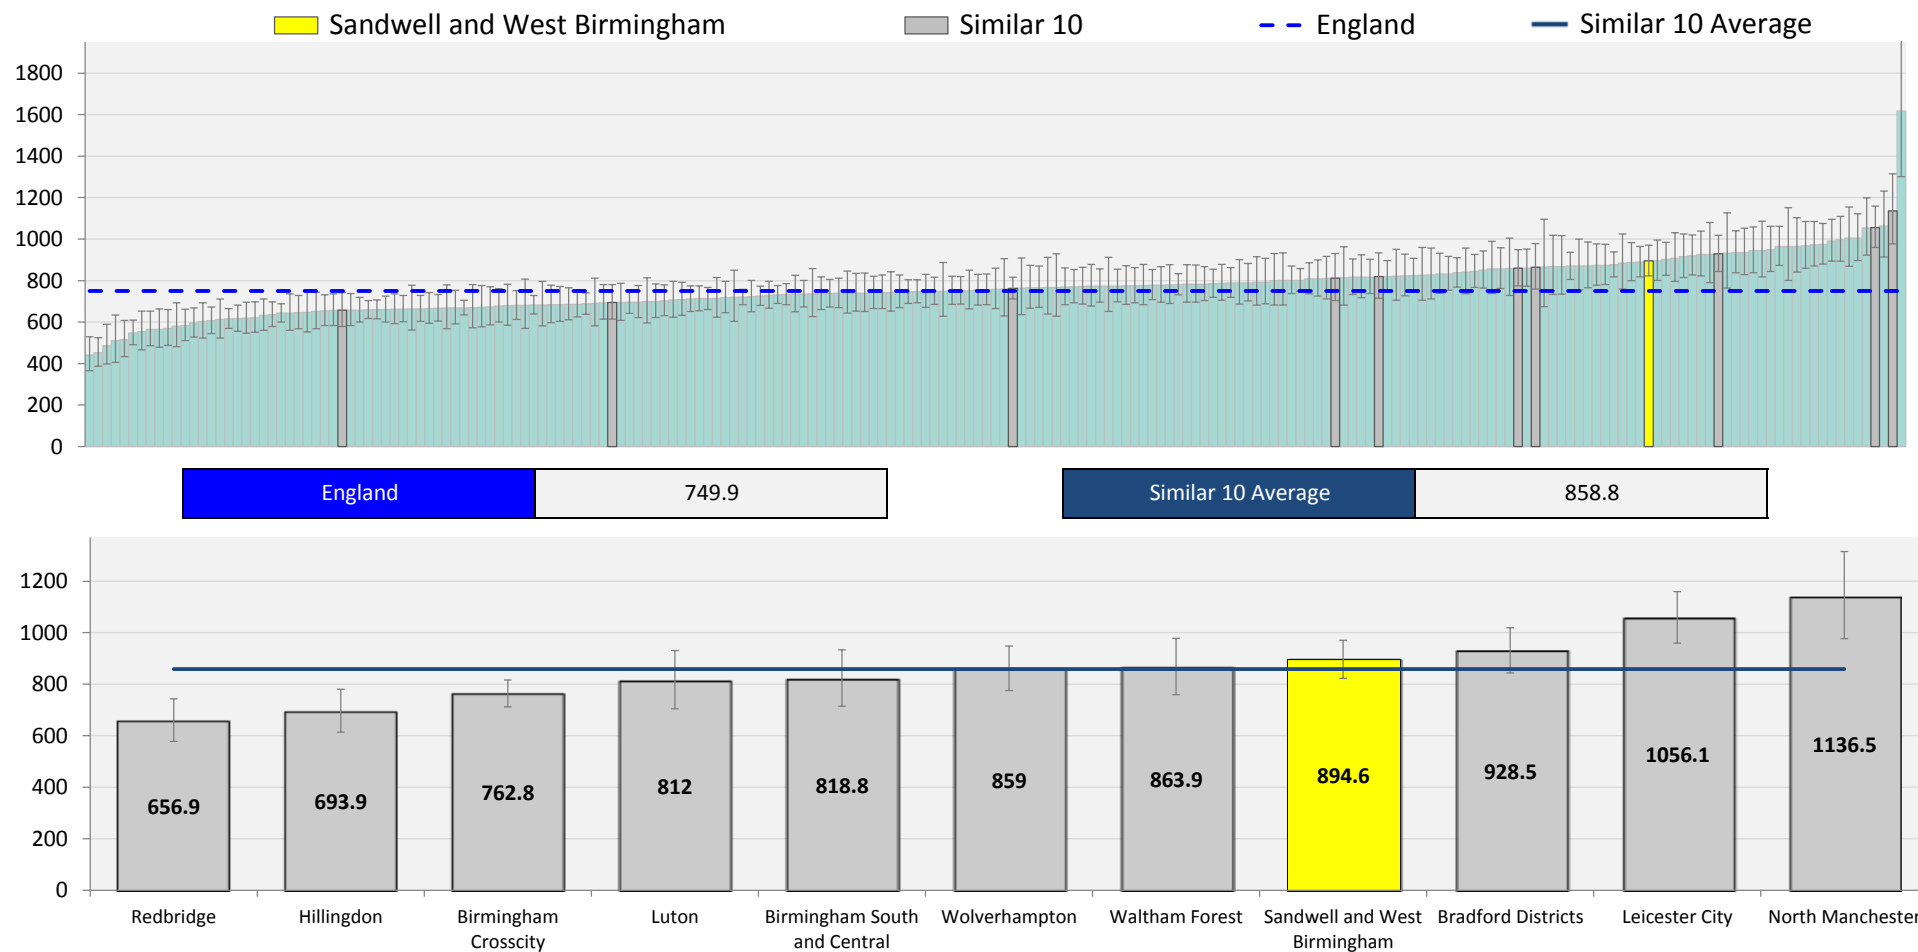 Sandwell and West Birmingham Similar 10 England Similar 10 Average
1800
1600
1400
1200
1000
800
600
400
200
0
England 749.9 Similar 10 Average 858.8
1200
1000
800
600
400
200
0
656.9 693.9 762.8 812 818.8 859 863.9 894.6 928.5 1056.1 1136.5
Redbridge
Hillingdon
Birmingham
Crosscity
Luton
Birmingham South
and Central
Wolverhampton
Waltham Forest
Sandwell and West
Birmingham
Bradford Districts
Leicester City
North Manchester